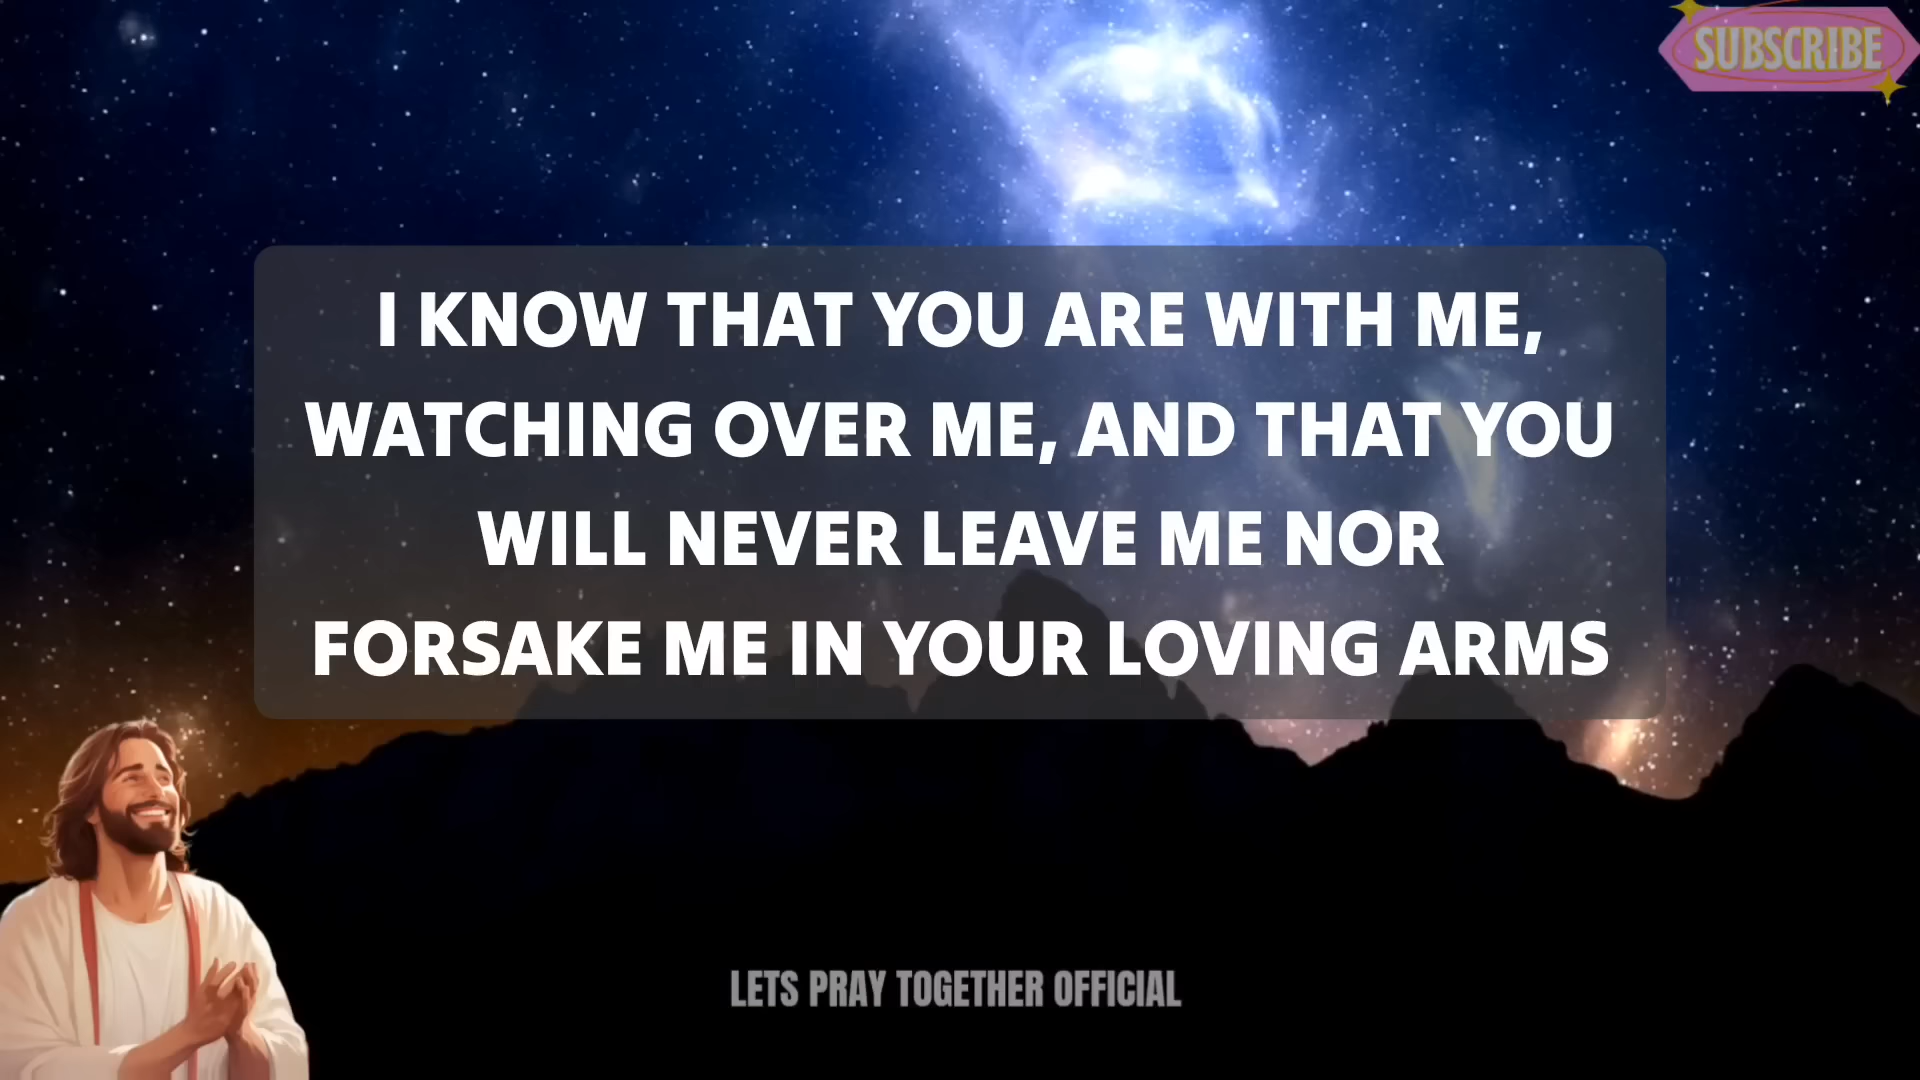 SUBSCRIBE
I KNOW THAT YOU ARE WITH ME,
WATCHING OVER ME, AND THAT YOU
WILL NEVER LEAVE ME NOR
FORSAKE ME IN YOUR LOVING ARMS
LETS PRAY TOGETHER OFFICIAL